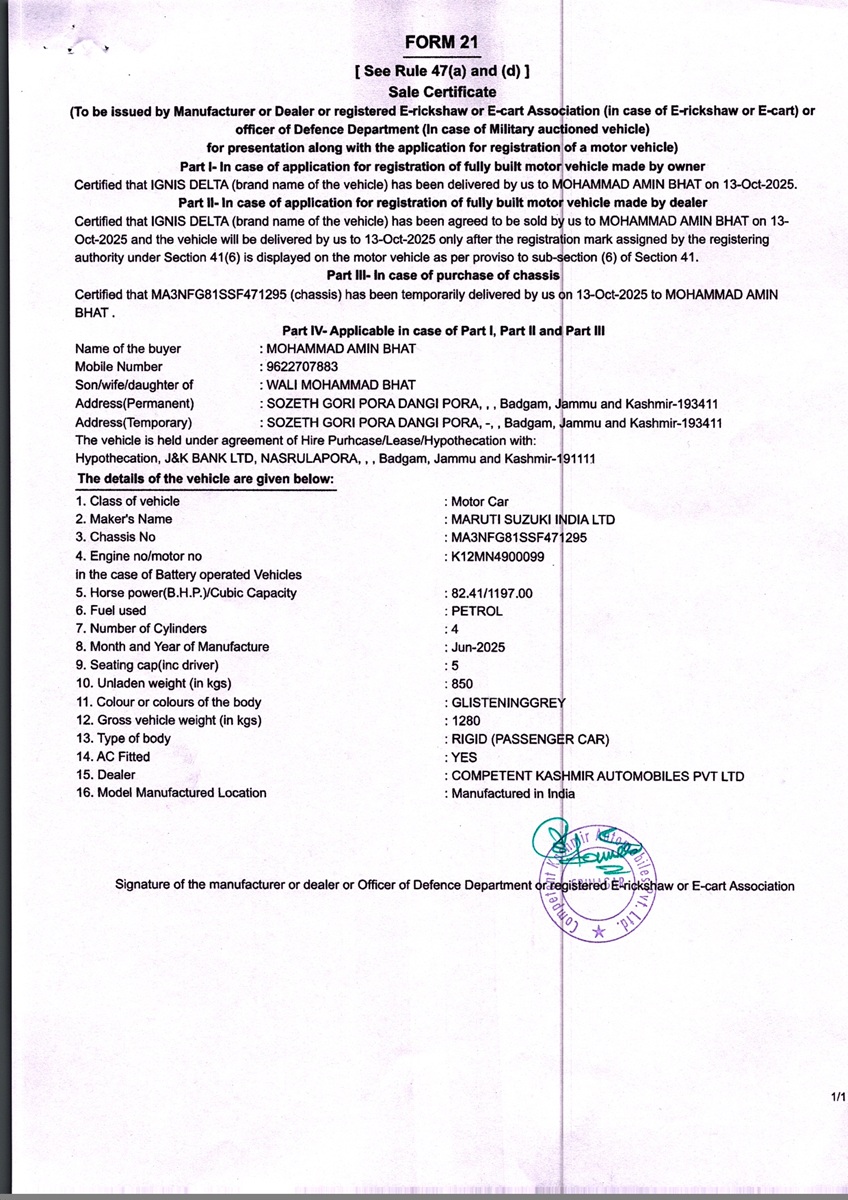 FORM 21
[ See Rule 47(a) and (d) ]
Sale Certificate
(To be issued by Manufacturer or Dealer or registered E-rickshaw or E-cart Association (in case of E-rickshaw or E-cart) or
officer of Defence Department (In case of Military auctioned vehicle)
for presentation along with the application for registration of a motor vehicle)
Part I- In case of application for registration of fully built motor vehicle made by owner
Certified that IGNIS DELTA (brand name of the vehicle) has been delivered by us to MOHAMMAD AMIN BHAT on 13-Oct-2025.
Part II- In case of application for registration of fully built motor vehicle made by dealer
Certified that IGNIS DELTA (brand name of the vehicle) has been agreed to be sold by us to MOHAMMAD AMIN BHAT on 13-
Oct-2025 and the vehicle will be delivered by us to 13-Oct-2025 only after the registration mark assigned by the registering
authority under Section 41(6) is displayed on the motor vehicle as per proviso to sub-section (6) of Section 41.
Part III- In case of purchase of chassis
Certified that MA3NFG81SSF471295 (chassis) has been temporarily delivered by us on 13-Oct-2025 to MOHAMMAD AMIN
BHAT .
Part IV- Applicable in case of Part I, Part II and Part III
Name of the buyer : MOHAMMAD AMIN BHAT
Mobile Number : 9622707883
Son/wife/daughter of : WALI MOHAMMAD BHAT
Address(Permanent) : SOZETH GORI PORA DANGI PORA, , , Badgam, Jammu and Kashmir-193411
Address(Temporary) : SOZETH GORI PORA DANGI PORA, -, , Badgam, Jammu and Kashmir-193411
The vehicle is held under agreement of Hire Purhcase/Lease/Hypothecation with:
Hypothecation, J&K BANK LTD, NASRULAPORA, , , Badgam, Jammu and Kashmir-191111
The details of the vehicle are given below:
1. Class of vehicle : Motor Car
2. Maker's Name : MARUTI SUZUKI INDIA LTD
3. Chassis No : MA3NFG81SSF471295
4. Engine no/motor no : K12MN4900099
in the case of Battery operated Vehicles
5. Horse power(B.H.P.)/Cubic Capacity : 82.41/1197.00
6. Fuel used : PETROL
7. Number of Cylinders : 4
8. Month and Year of Manufacture : Jun-2025
9. Seating cap(inc driver) : 5
10. Unladen weight (in kgs) : 850
11. Colour or colours of the body : GLISTENINGGREY
12. Gross vehicle weight (in kgs) : 1280
13. Type of body : RIGID (PASSENGER CAR)
14. AC Fitted : YES
15. Dealer : COMPETENT KASHMIR AUTOMOBILES PVT LTD
16. Model Manufactured Location : Manufactured in India
Competent Kashmir Automobiles Pvt. Ltd.
Signature of the manufacturer or dealer or Officer of Defence Department or registered E-rickshaw or E-cart Association
1/1